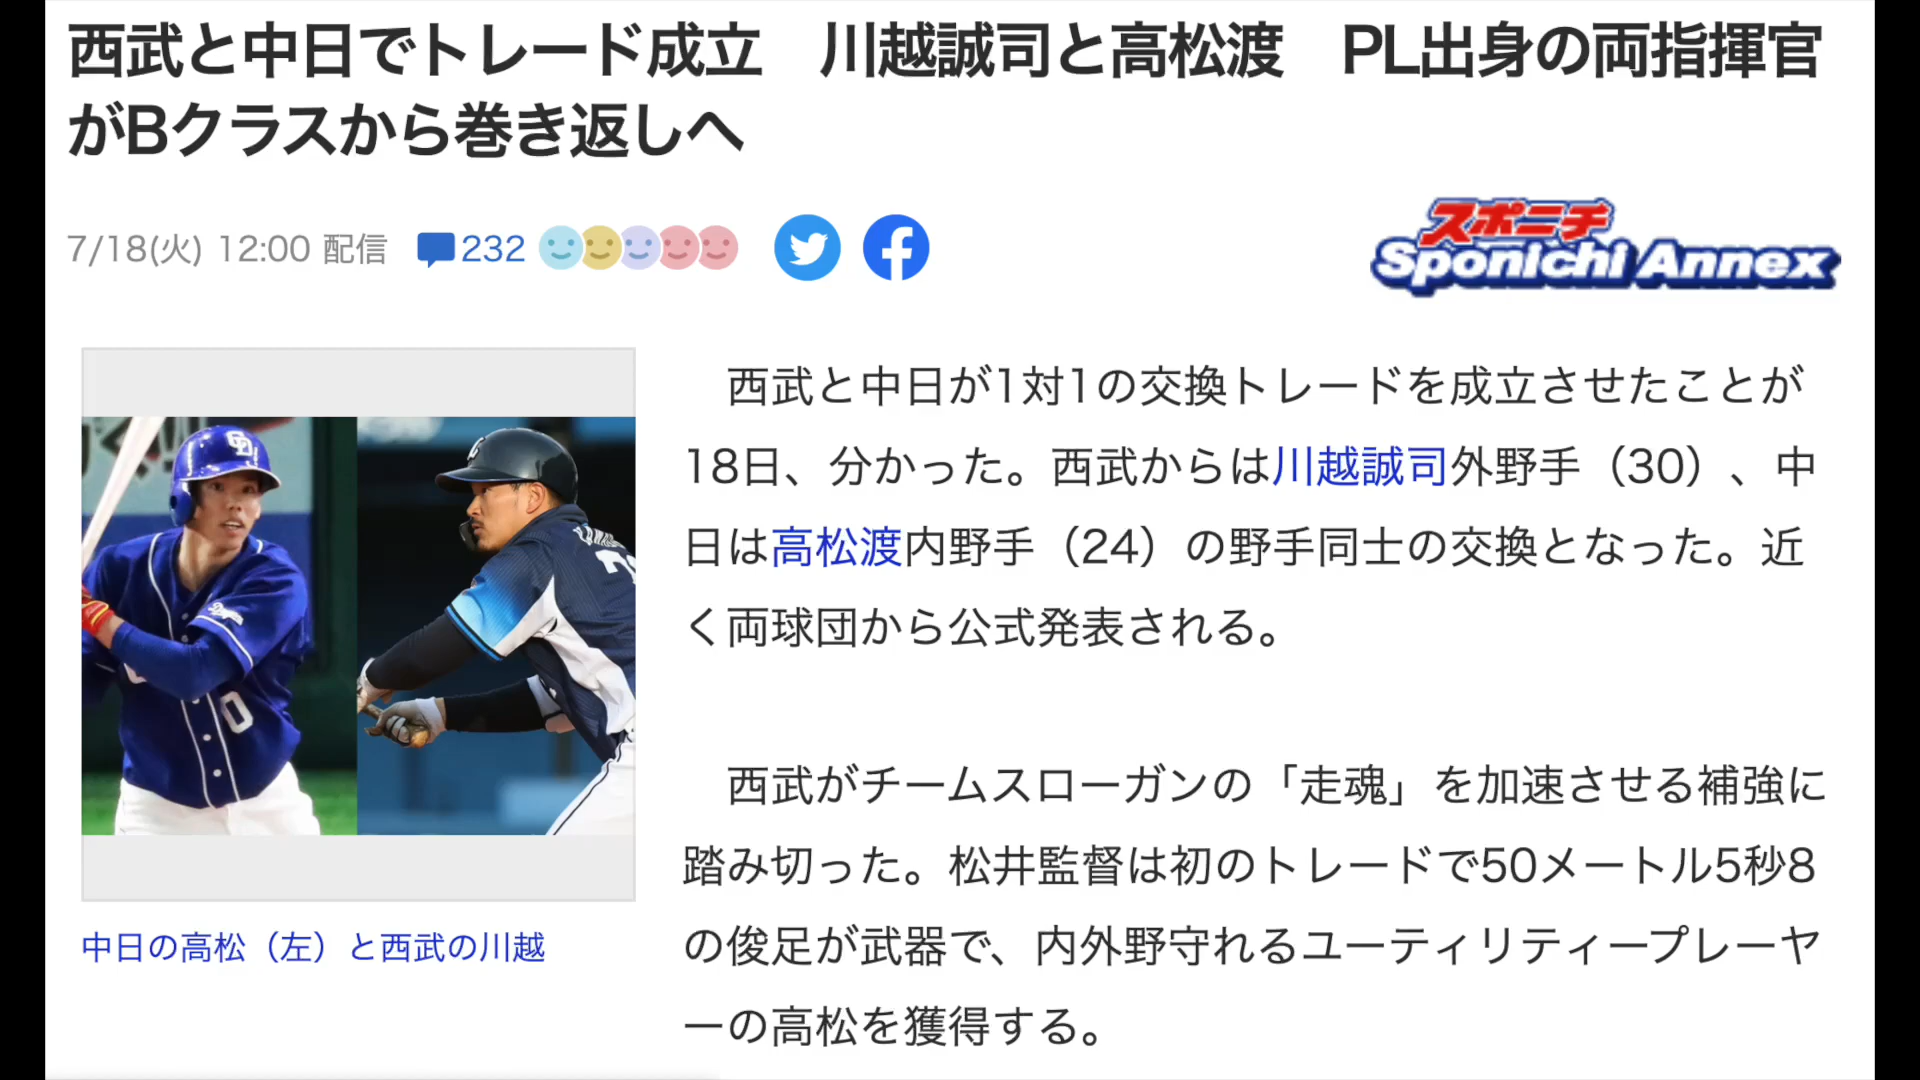 西武と中日でトレード成立　川越誠司と高松渡　PL出身の両指揮官
がBクラスから巻き返しへ
7/18(火) 12:00 配信 232
スポニチ
Sponichi Annex
西武と中日が1対1の交換トレードを成立させたことが
18日、分かった。西武からは川越誠司外野手（30）、中
日は高松渡内野手（24）の野手同士の交換となった。近
く両球団から公式発表される。
西武がチームスローガンの「走魂」を加速させる補強に
踏み切った。松井監督は初のトレードで50メートル5秒8
の俊足が武器で、内外野守れるユーティリティープレーヤ
ーの高松を獲得する。
CD
Dragons
0
中日の高松（左）と西武の川越